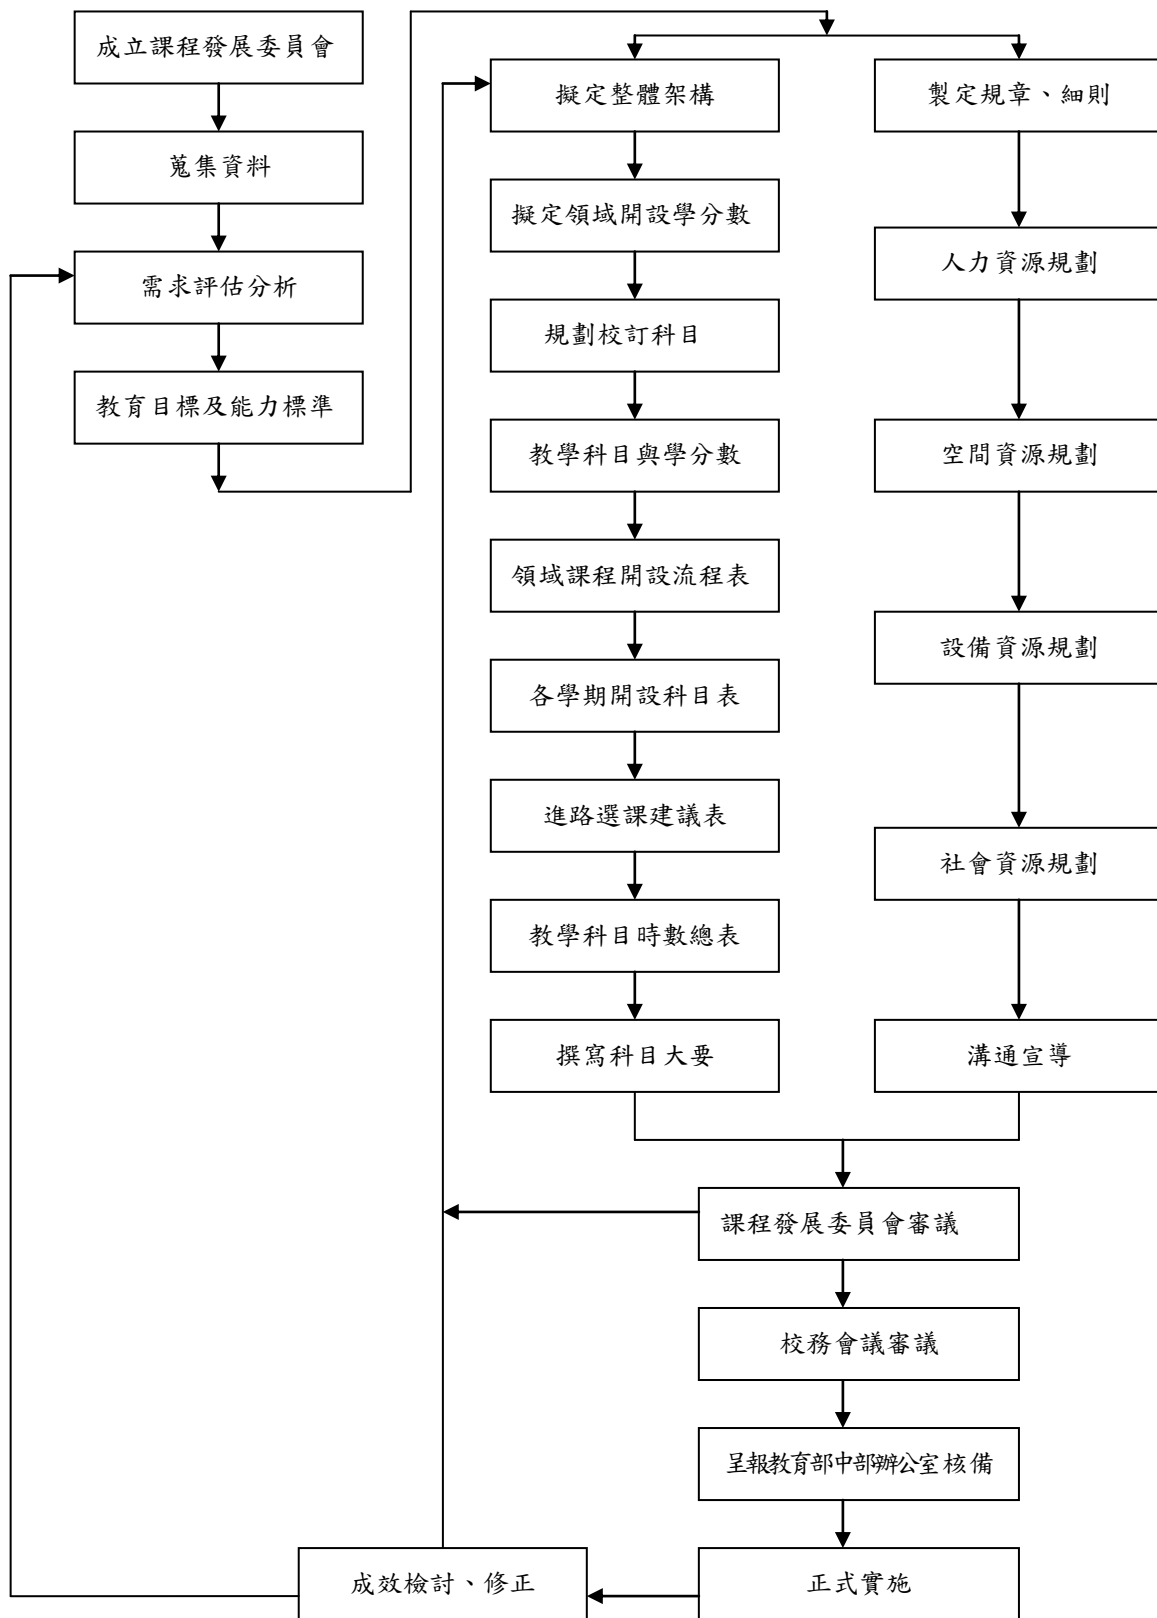 成立課程發展委員會
蒐集資料
需求評估分析
教育目標及能力標準
擬定整體架構
擬定領域開設學分數
規劃校訂科目
教學科目與學分數
領域課程開設流程表
各學期開設科目表
進路選課建議表
教學科目時數總表
撰寫科目大要
製定規章、細則
人力資源規劃
空間資源規劃
設備資源規劃
社會資源規劃
溝通宣導
課程發展委員會審議
校務會議審議
呈報教育部中部辦公室核備
正式實施
成效檢討、修正